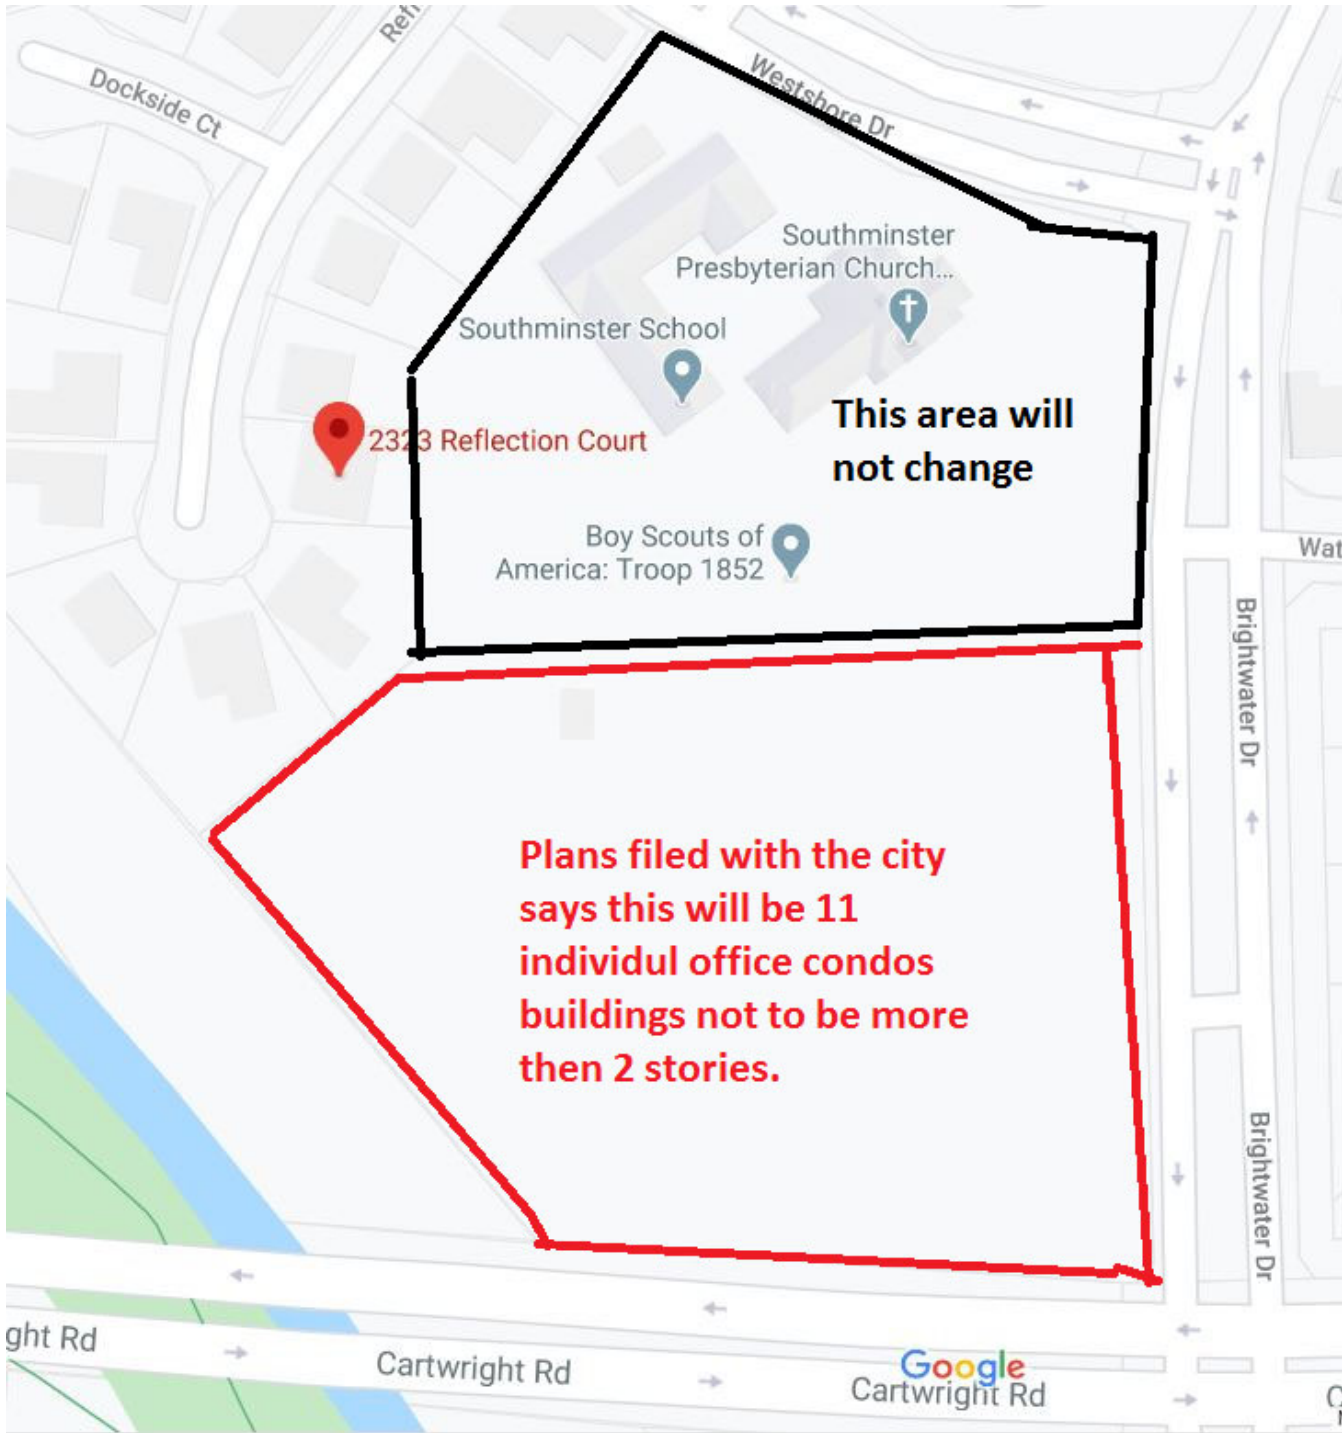 Refl
Dockside Ct
Westshore Dr
Southminster
Presbyterian Church...
Southminster School
This area will
not change
2323 Reflection Court
Boy Scouts of
America: Troop 1852
Wat
Brightwater Dr
Plans filed with the city
says this will be 11
individul office condos
buildings not to be more
then 2 stories.
Brightwater Dr
ght Rd
Cartwright Rd
Google
Cartwright Rd